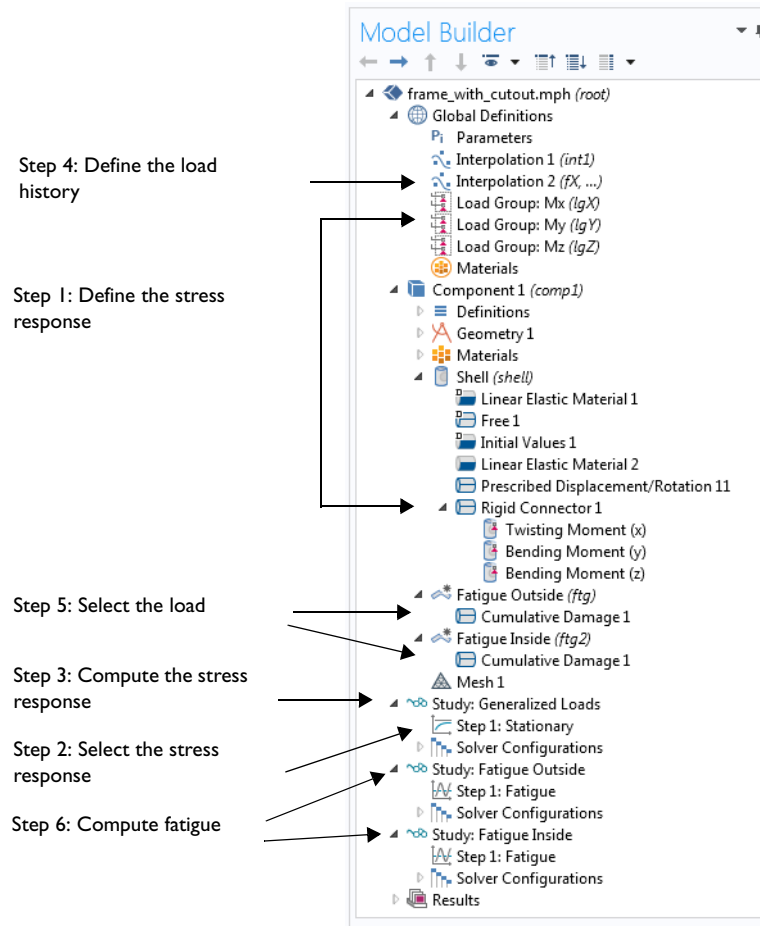 Model Builder
frame_with_cutout.mph (root)
Global Definitions
Pi Parameters
Interpolation 1 (int1)
Step 4: Define the load
history
Interpolation 2 (fX, ...)
Load Group: Mx (lgX)
Load Group: My (lgY)
Load Group: Mz (lgZ)
Materials
Step 1: Define the stress
response
Component 1 (comp1)
Definitions
Geometry 1
Materials
Shell (shell)
Linear Elastic Material 1
Free 1
Initial Values 1
Linear Elastic Material 2
Prescribed Displacement/Rotation 11
Rigid Connector 1
Twisting Moment (x)
Bending Moment (y)
Bending Moment (z)
Step 5: Select the load
Fatigue Outside (ftg)
Cumulative Damage 1
Fatigue Inside (ftg2)
Cumulative Damage 1
Mesh 1
Step 3: Compute the stress
response
Study: Generalized Loads
Step 1: Stationary
Solver Configurations
Step 2: Select the stress
response
Study: Fatigue Outside
Step 1: Fatigue
Solver Configurations
Step 6: Compute fatigue
Study: Fatigue Inside
Step 1: Fatigue
Solver Configurations
Results